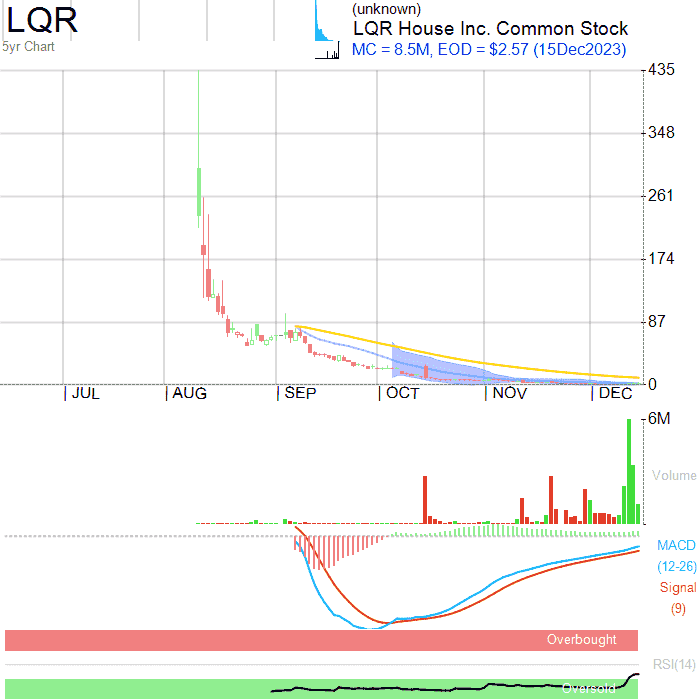 LQR
5yr Chart
(unknown)
LQR House Inc. Common Stock
MC = 8.5M, EOD = $2.57 (15Dec2023)
435
348
261
174
87
0
JUL
AUG
SEP
OCT
NOV
DEC
6M
Volume
MACD
(12-26)
Signal
(9)
Overbought
RSI(14)
Oversold